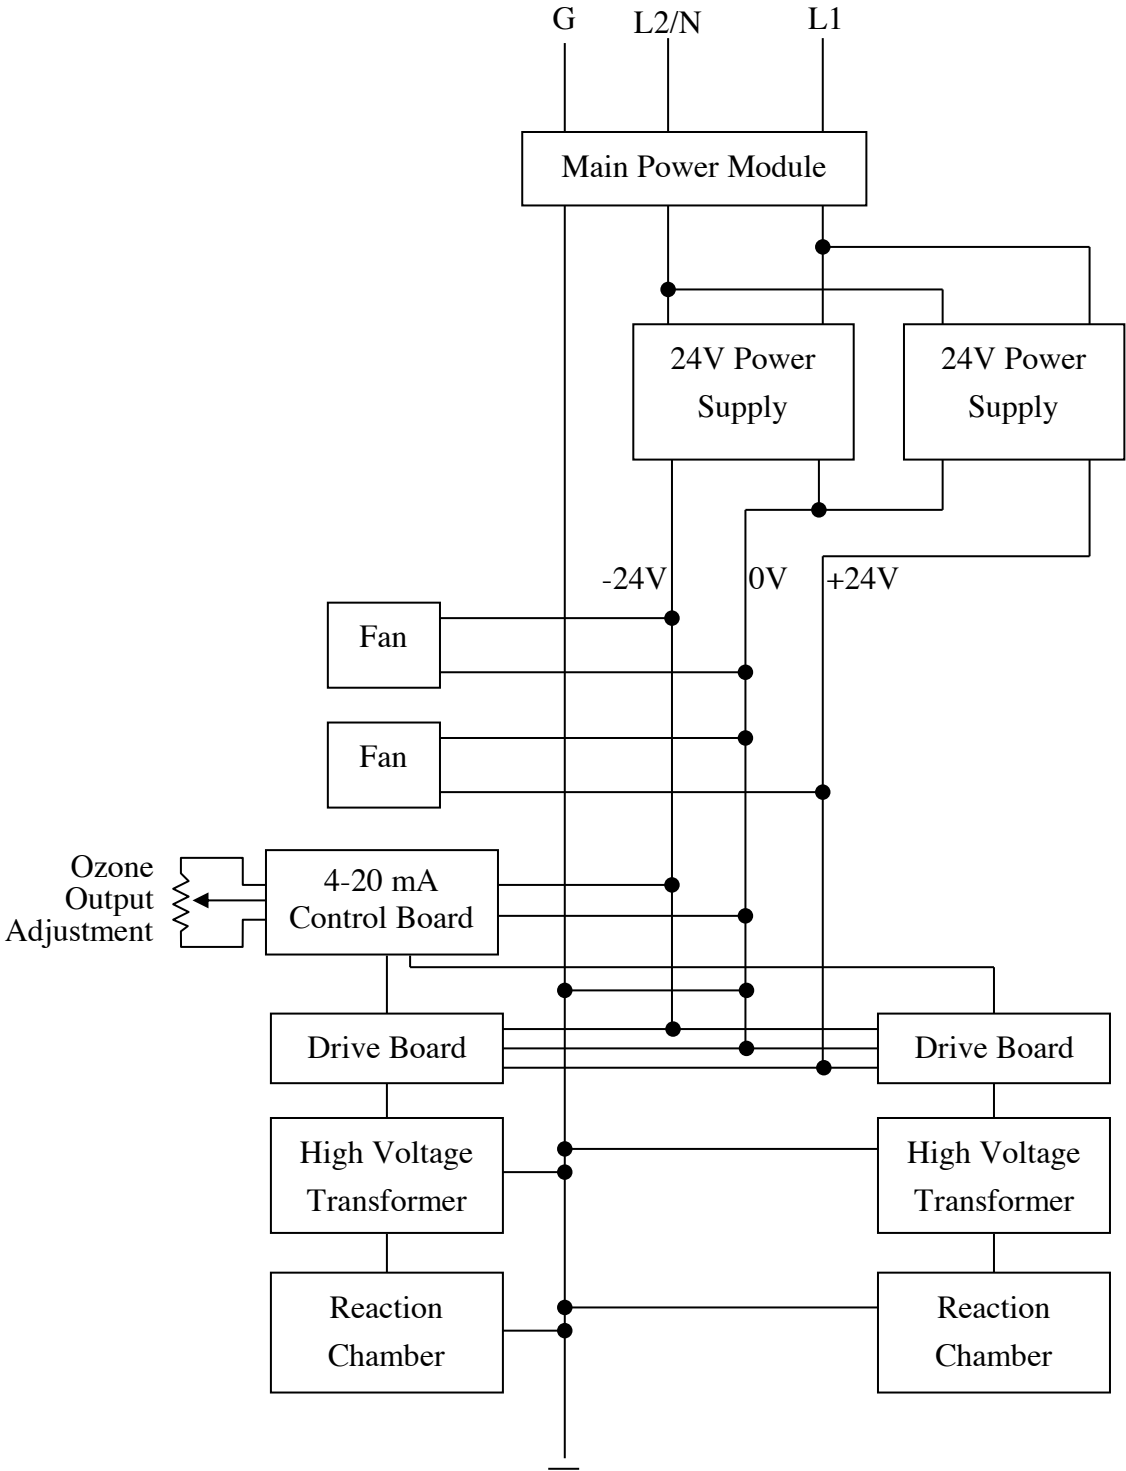 G
L2/N
L1
Main Power Module
24V Power
Supply
24V Power
Supply
-24V
0V
+24V
Fan
Fan
Ozone
Output
Adjustment
4-20 mA
Control Board
Drive Board
Drive Board
High Voltage
Transformer
High Voltage
Transformer
Reaction
Chamber
Reaction
Chamber